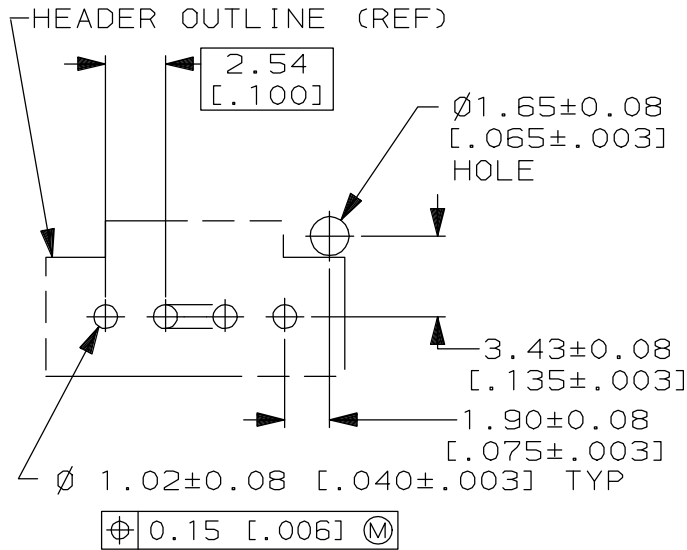 HEADER OUTLINE (REF)
2.54
[.100]
Ø1.65±0.08
[.065±.003]
HOLE
3.43±0.08
[.135±.003]
1.90±0.08
[.075±.003]
Ø 1.02±0.08 [.040±.003] TYP
⌖ 0.15 [.006] Ⓜ